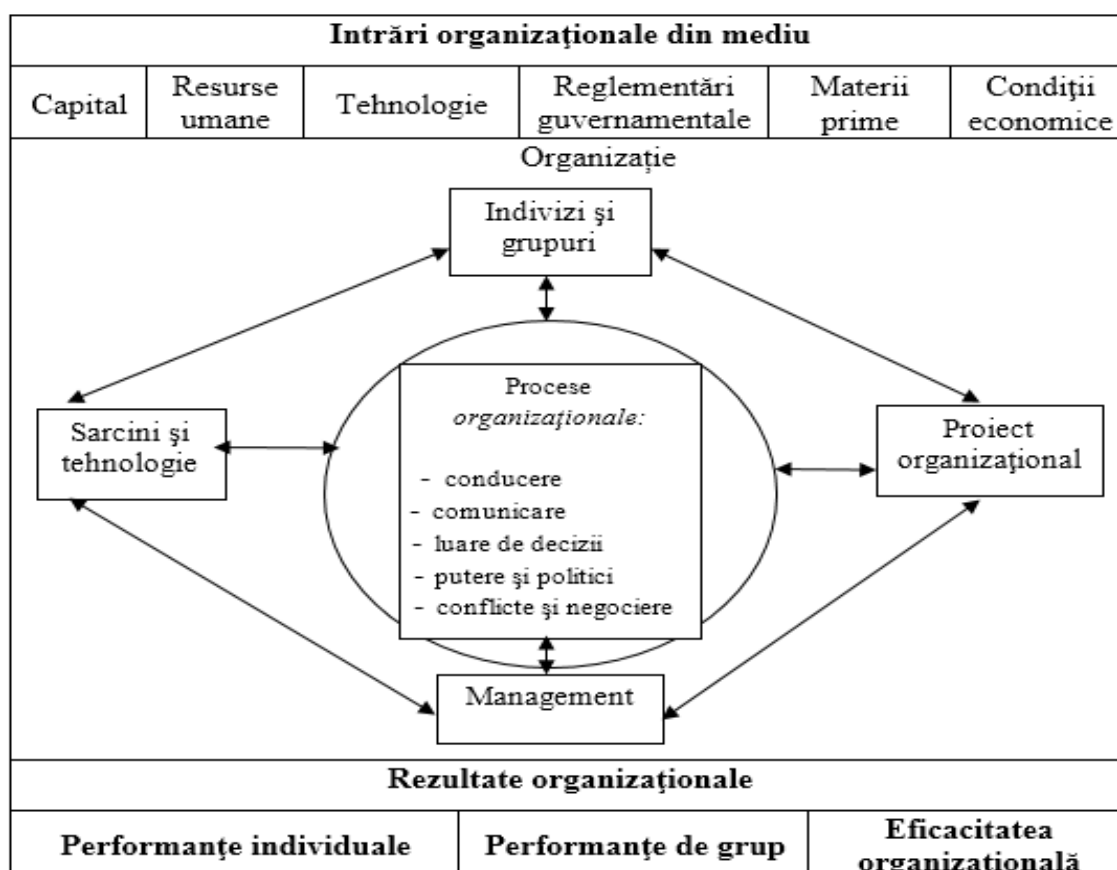 Intrări organizaţionale din mediu
Capital
Resurse
umane
Tehnologie
Reglementări
guvernamentale
Materii
prime
Condiţii
economice
Organizație
Indivizi şi
grupuri
Procese
organizaţionale:
- conducere
- comunicare
- luare de decizii
- putere şi politici
- conflicte şi negociere
Sarcini şi
tehnologie
Proiect
organizaţional
Management
Rezultate organizaţionale
Performanţe individuale
Performanţe de grup
Eficacitatea
organizaţională